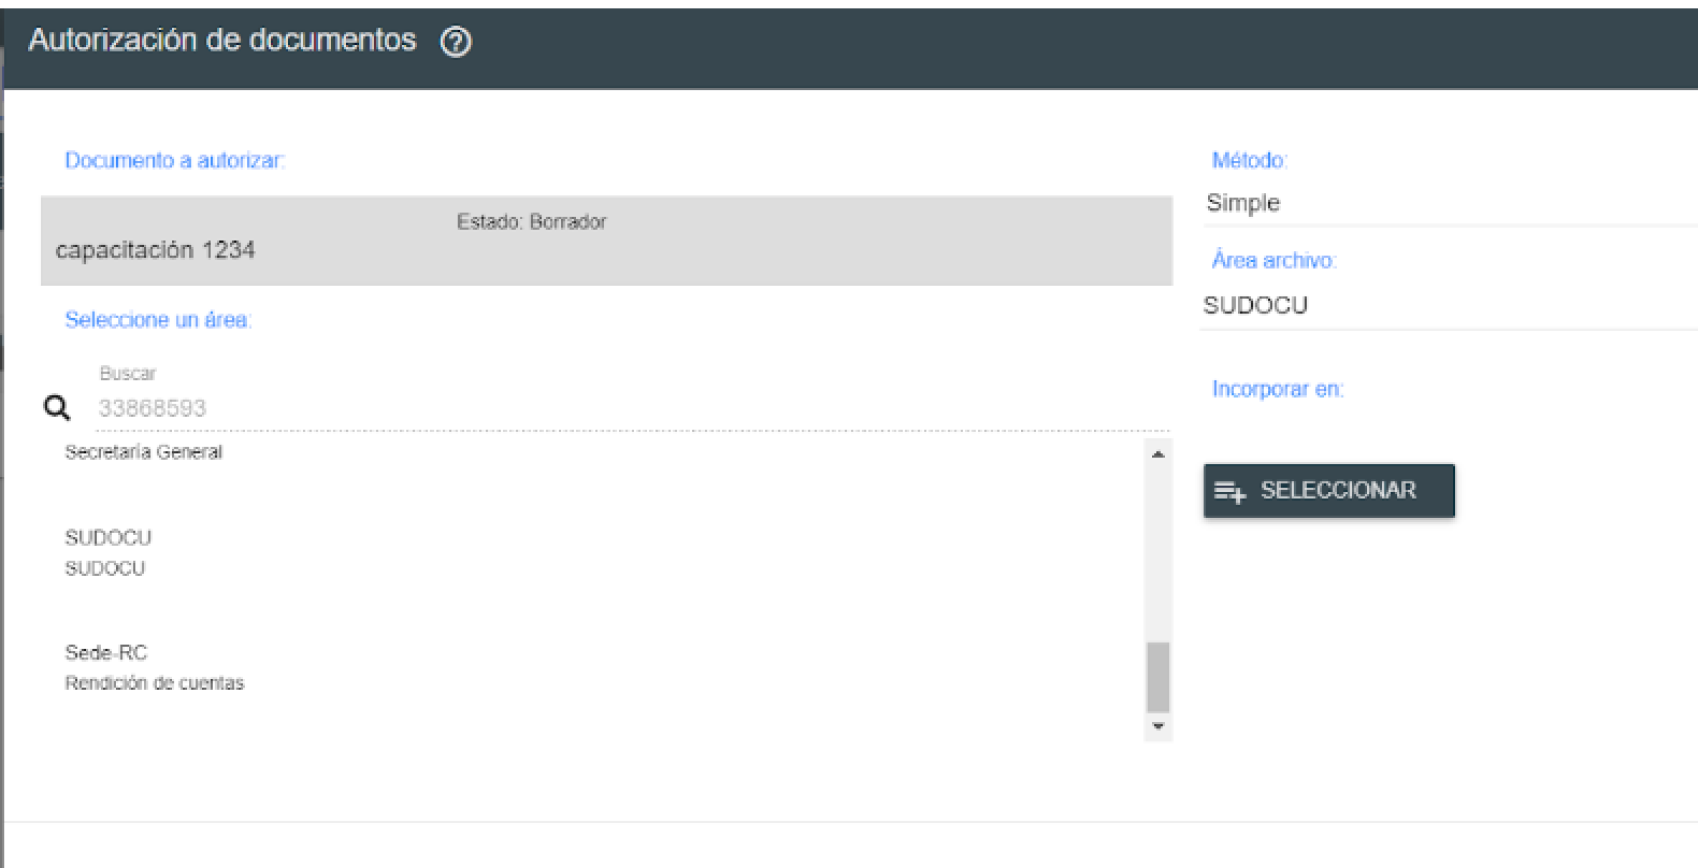 Autorización de documentos
Documento a autorizar:
Estado: Borrador
capacitación 1234
Seleccione un área:
Buscar
33868593
Secretaría General
SUDOCU
SUDOCU
Sede-RC
Rendición de cuentas
Método:
Simple
Área archivo:
SUDOCU
Incorporar en:
SELECCIONAR